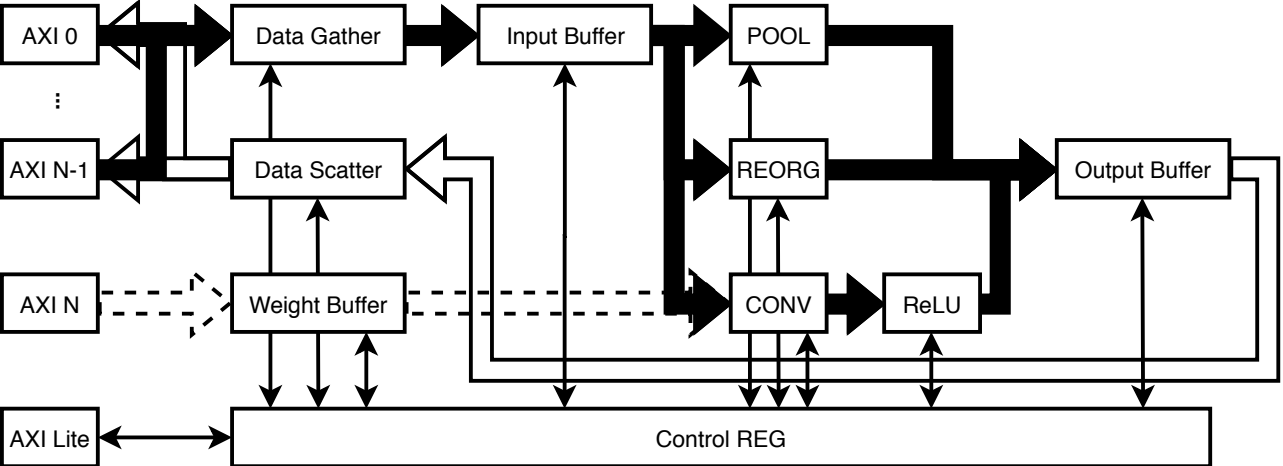 AXI 0
Data Gather
Input Buffer
POOL
...
AXI N-1
Data Scatter
REORG
Output Buffer
AXI N
Weight Buffer
CONV
ReLU
AXI Lite
Control REG